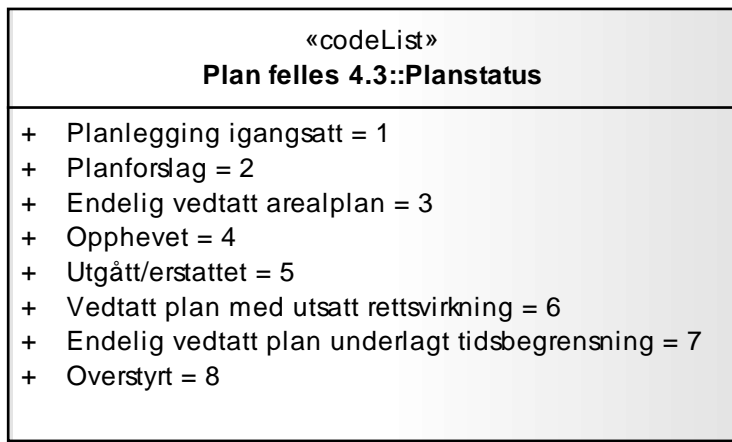 «codeList»
Plan felles 4.3::Planstatus
+ Planlegging igangsatt = 1
+ Planforslag = 2
+ Endelig vedtatt arealplan = 3
+ Opphevet = 4
+ Utgått/erstattet = 5
+ Vedtatt plan med utsatt rettsvirkning = 6
+ Endelig vedtatt plan underlagt tidsbegrensning = 7
+ Overstyrt = 8